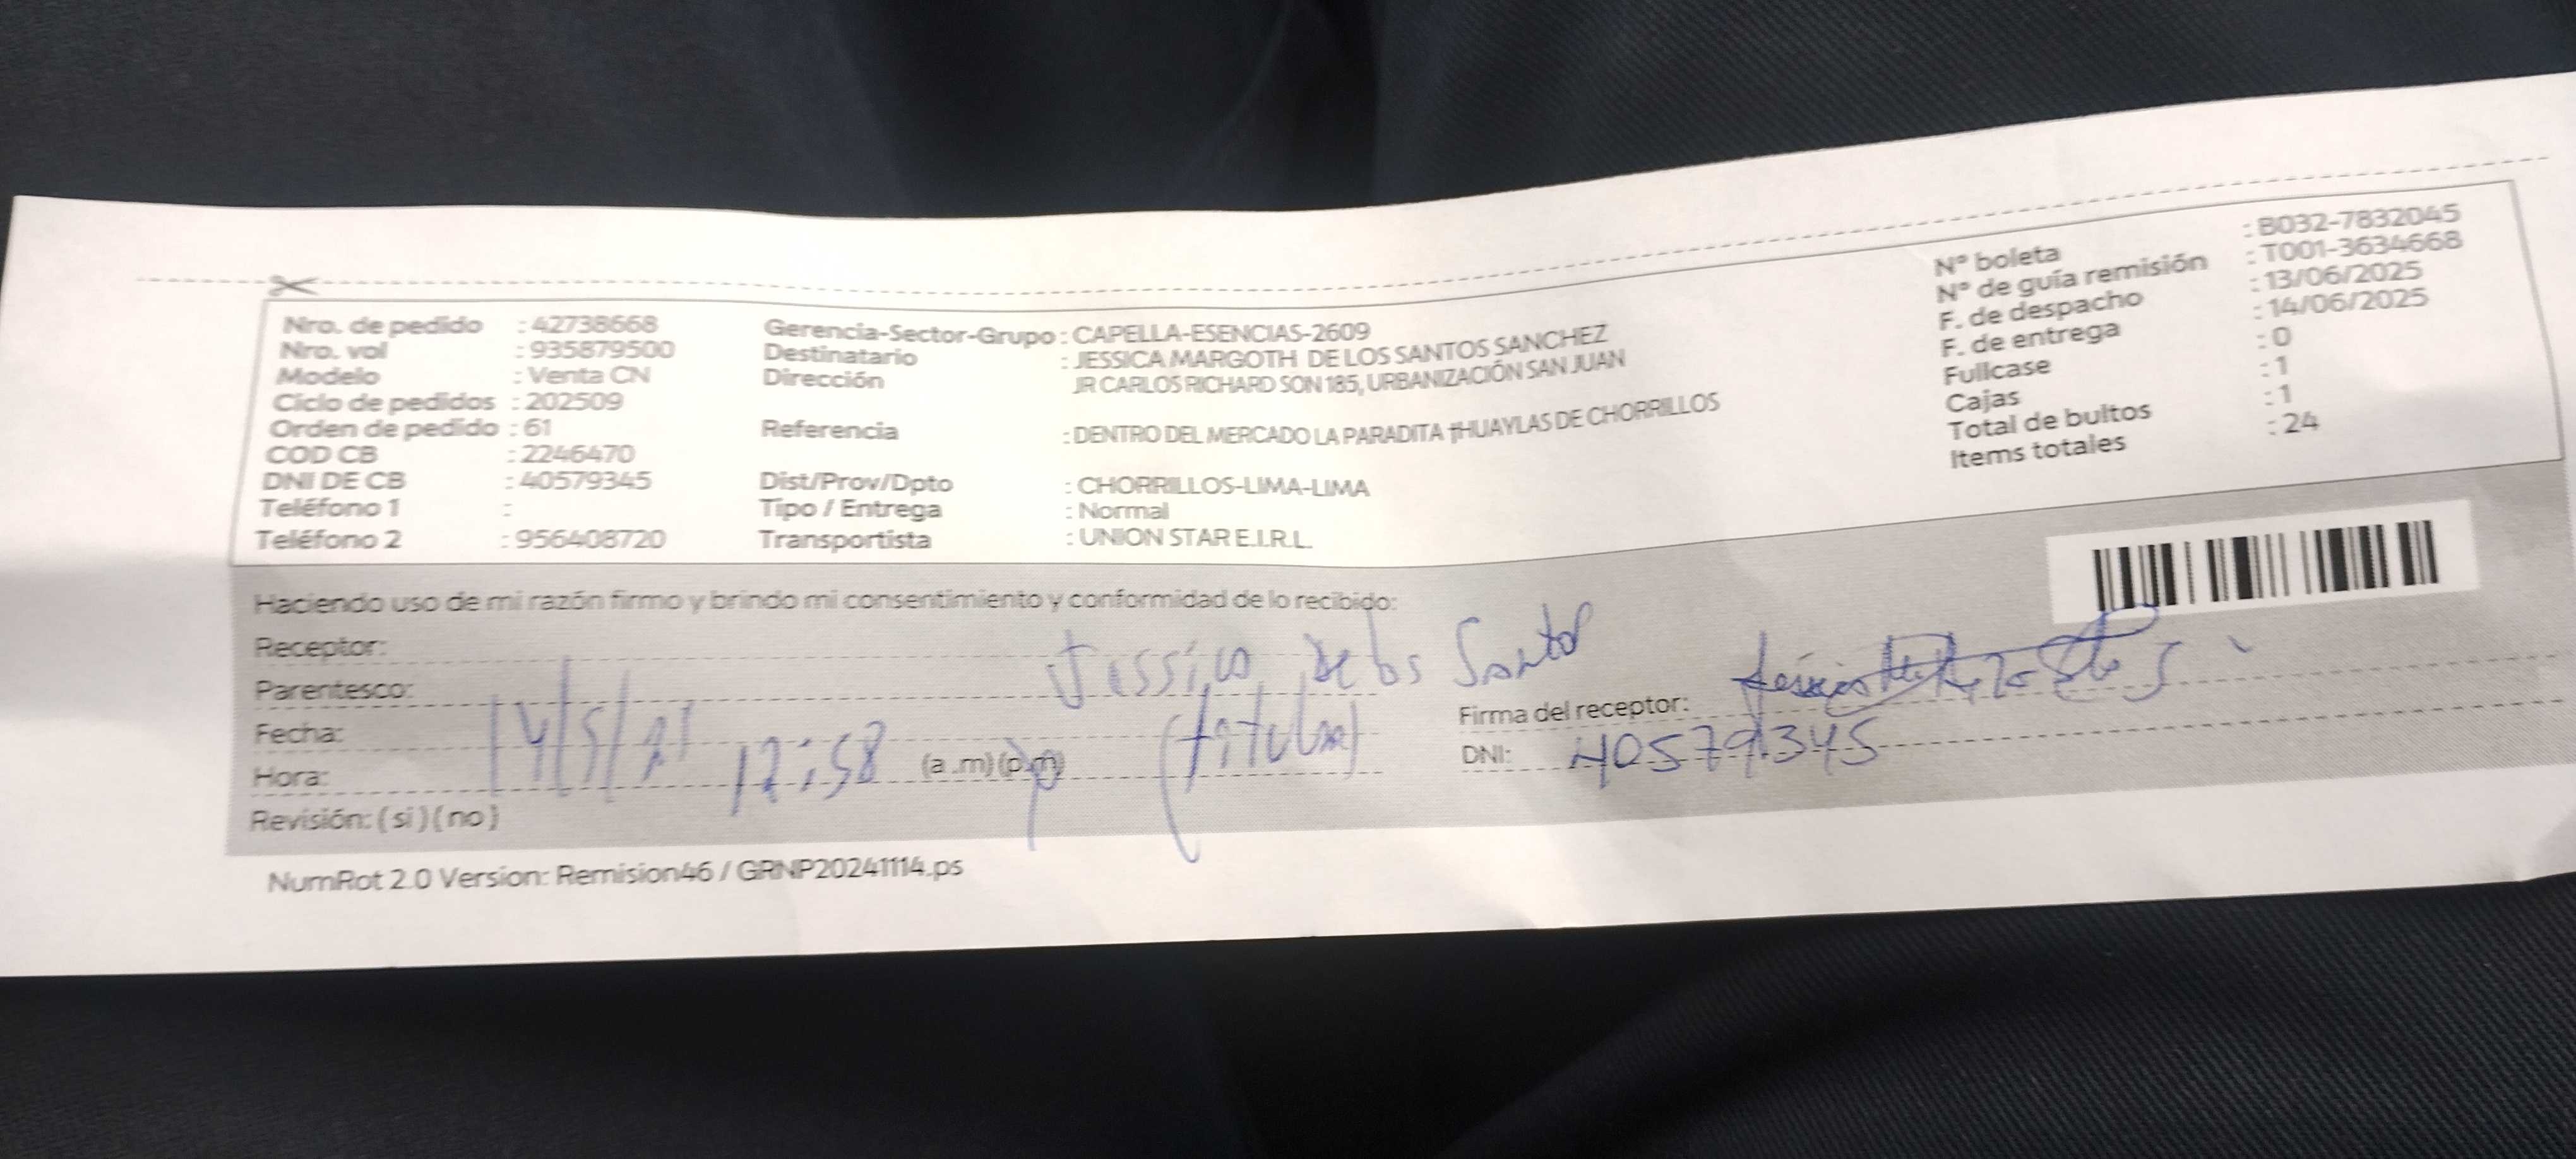 Nro. de pedido : 42738668
Nro. vol : 935879500
Modelo : Venta CN
Ciclo de pedidos : 202509
Orden de pedido : 61
COD CB : 2246470
DNI DE CB : 40579345
Teléfono 1 :
Teléfono 2 : 956408720
Gerencia-Sector-Grupo : CAPELLA-ESENCIAS-2609
Destinatario : JESSICA MARGOTH DE LOS SANTOS SANCHEZ
Dirección JR CARLOS RICHARD SON 185, URBANIZACIÓN SAN JUAN
Referencia : DENTRO DEL MERCADO LA PARADITA HUAYLAS DE CHORRILLOS
Dist/Prov/Dpto : CHORRILLOS-LIMA-LIMA
Tipo / Entrega : Normal
Transportista : UNION STAR E.I.R.L.
N° boleta : B032-7832045
N° de guía remisión : T001-3634668
F. de despacho : 13/06/2025
F. de entrega : 14/06/2025
Fullcase : 0
Cajas : 1
Total de bultos : 1
Items totales : 24
Haciendo uso de mi razón firmo y brindo mi consentimiento y conformidad de lo recibido:
Receptor: Jessica De los Santos
Parentesco: (titular)
Fecha:
Hora: :58 (a.m)(p.m)
Revisión: (si)(no)
Firma del receptor:
DNI: 40579345
NumRot 2.0 Version: Remision46 / GRNP20241114.ps